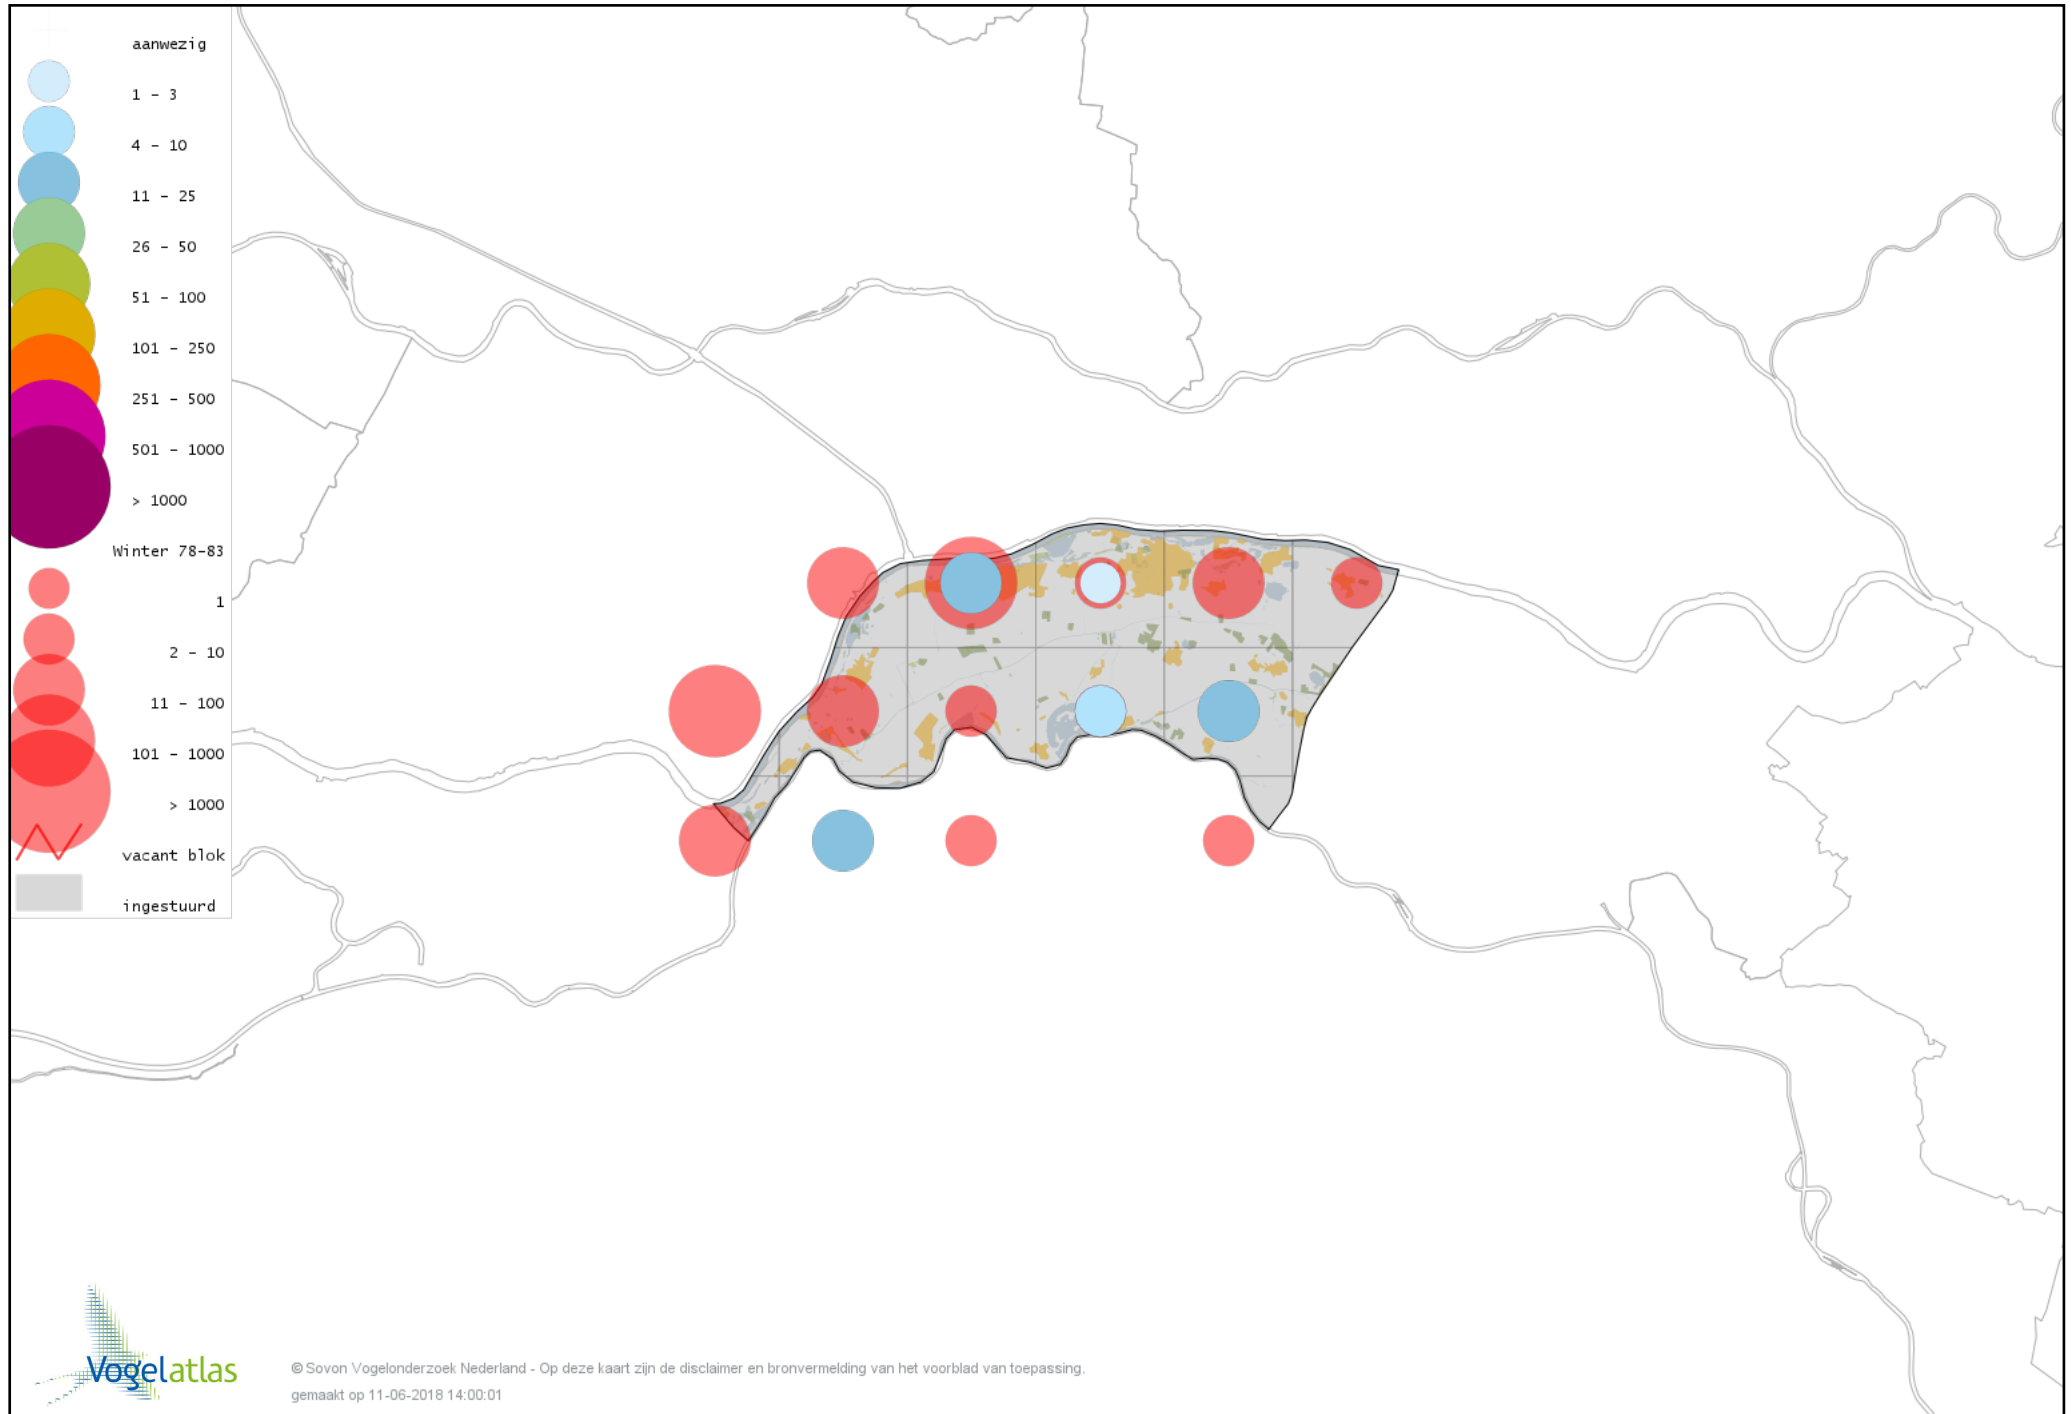 aanwezig
1 - 3
4 - 10
11 - 25
26 - 50
51 - 100
101 - 250
251 - 500
501 - 1000
> 1000
Winter 78-83
1
2 - 10
11 - 100
101 - 1000
> 1000
vacant blok
ingestuurd
Vogelatlas
© Sovon Vogelonderzoek Nederland - Op deze kaart zijn de disclaimer en bronvermelding van het voorblad van toepassing.
gemaakt op 11-06-2018 14:00:01